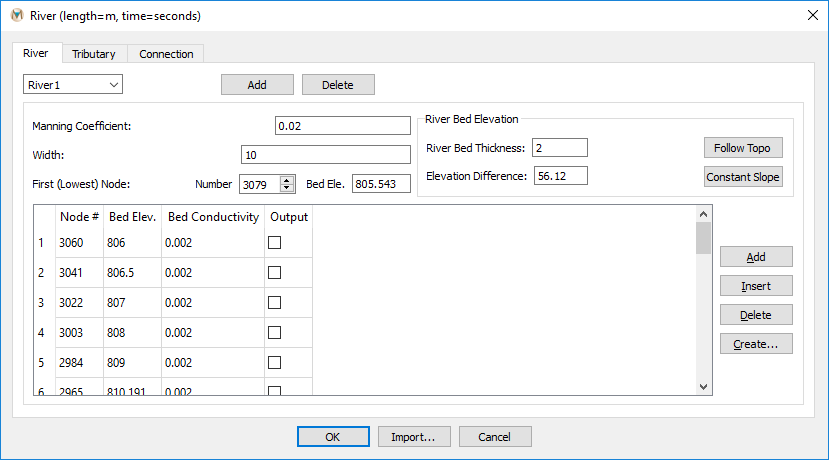 River (length=m, time=seconds)
River Tributary Connection
River1 Add Delete
Manning Coefficient: 0.02
Width: 10
First (Lowest) Node: Number 3079 Bed Ele. 805.543
River Bed Elevation
River Bed Thickness: 2 Follow Topo
Elevation Difference: 56.12 Constant Slope
Node # Bed Elev. Bed Conductivity Output
1 3060 806 0.002
2 3041 806.5 0.002
3 3022 807 0.002
4 3003 808 0.002
5 2984 809 0.002
6 2965 810.191 0.002
Add
Insert
Delete
Create...
OK Import... Cancel